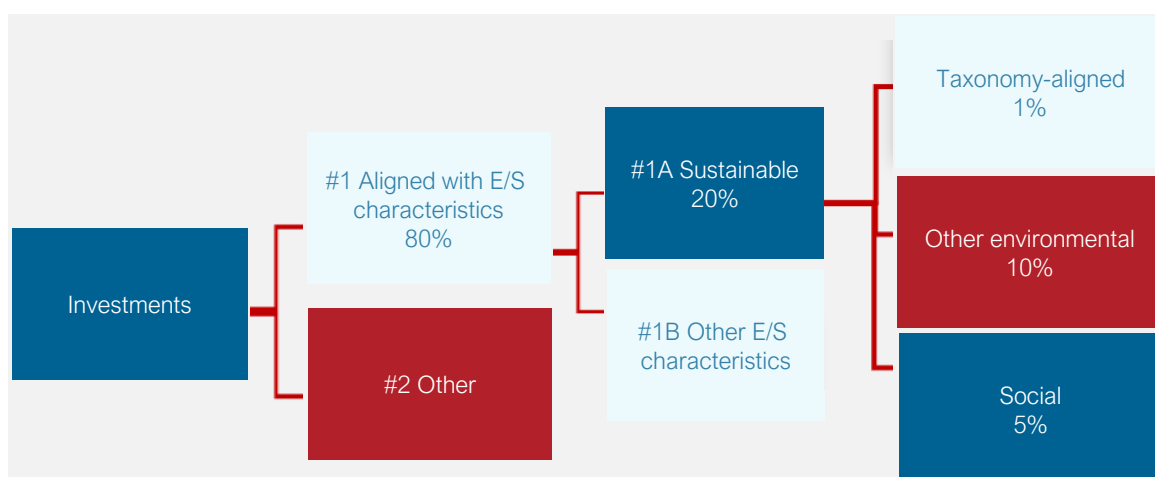 Investments
#1 Aligned with E/S
characteristics
80%
#2 Other
#1A Sustainable
20%
#1B Other E/S
characteristics
Taxonomy-aligned
1%
Other environmental
10%
Social
5%